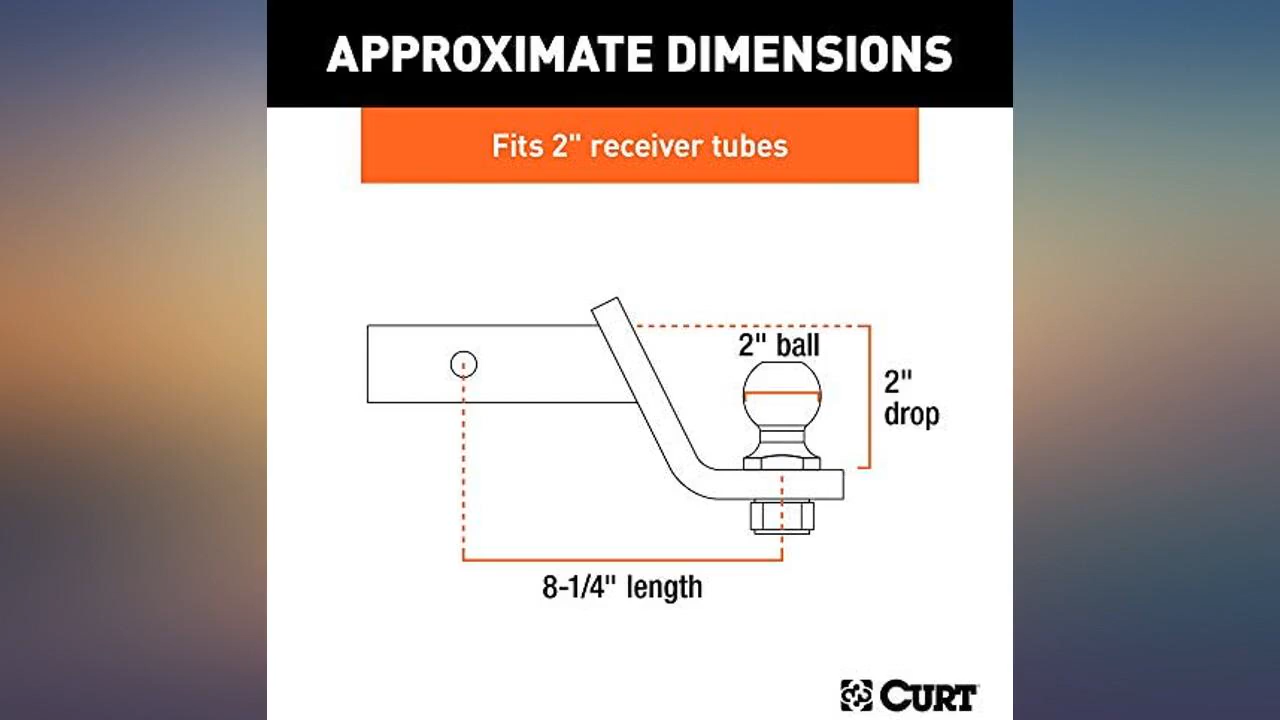 APPROXIMATE DIMENSIONS
Fits 2" receiver tubes
2" ball
2"
drop
8-1/4" length
CURT